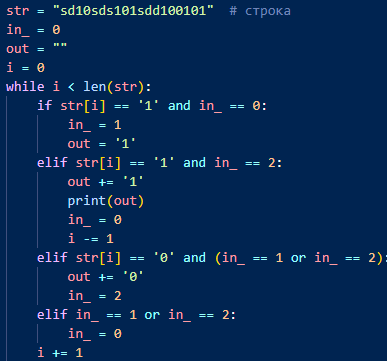 str = "sd10sds101sdd100101"  # строка
in_ = 0
out = ""
i = 0
while i < len(str):
    if str[i] == '1' and in_ == 0:
        in_ = 1
        out = '1'
    elif str[i] == '1' and in_ == 2:
        out += '1'
        print(out)
        in_ = 0
        i -= 1
    elif str[i] == '0' and (in_ == 1 or in_ == 2):
        out += '0'
        in_ = 2
    elif in_ == 1 or in_ == 2:
        in_ = 0
    i += 1